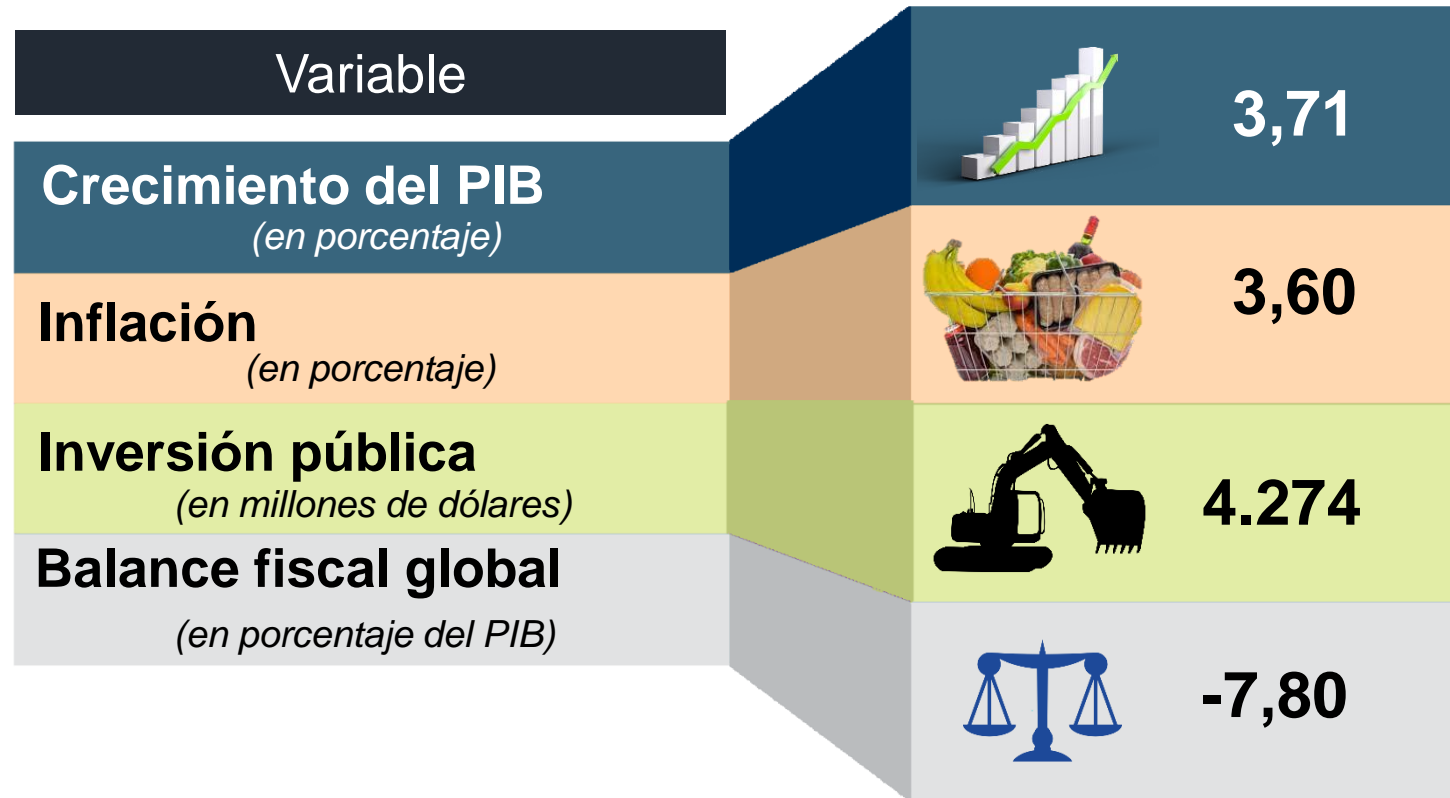 Variable
Crecimiento del PIB
(en porcentaje)
3,71
Inflación
(en porcentaje)
3,60
Inversión pública
(en millones de dólares)
4.274
Balance fiscal global
(en porcentaje del PIB)
-7,80